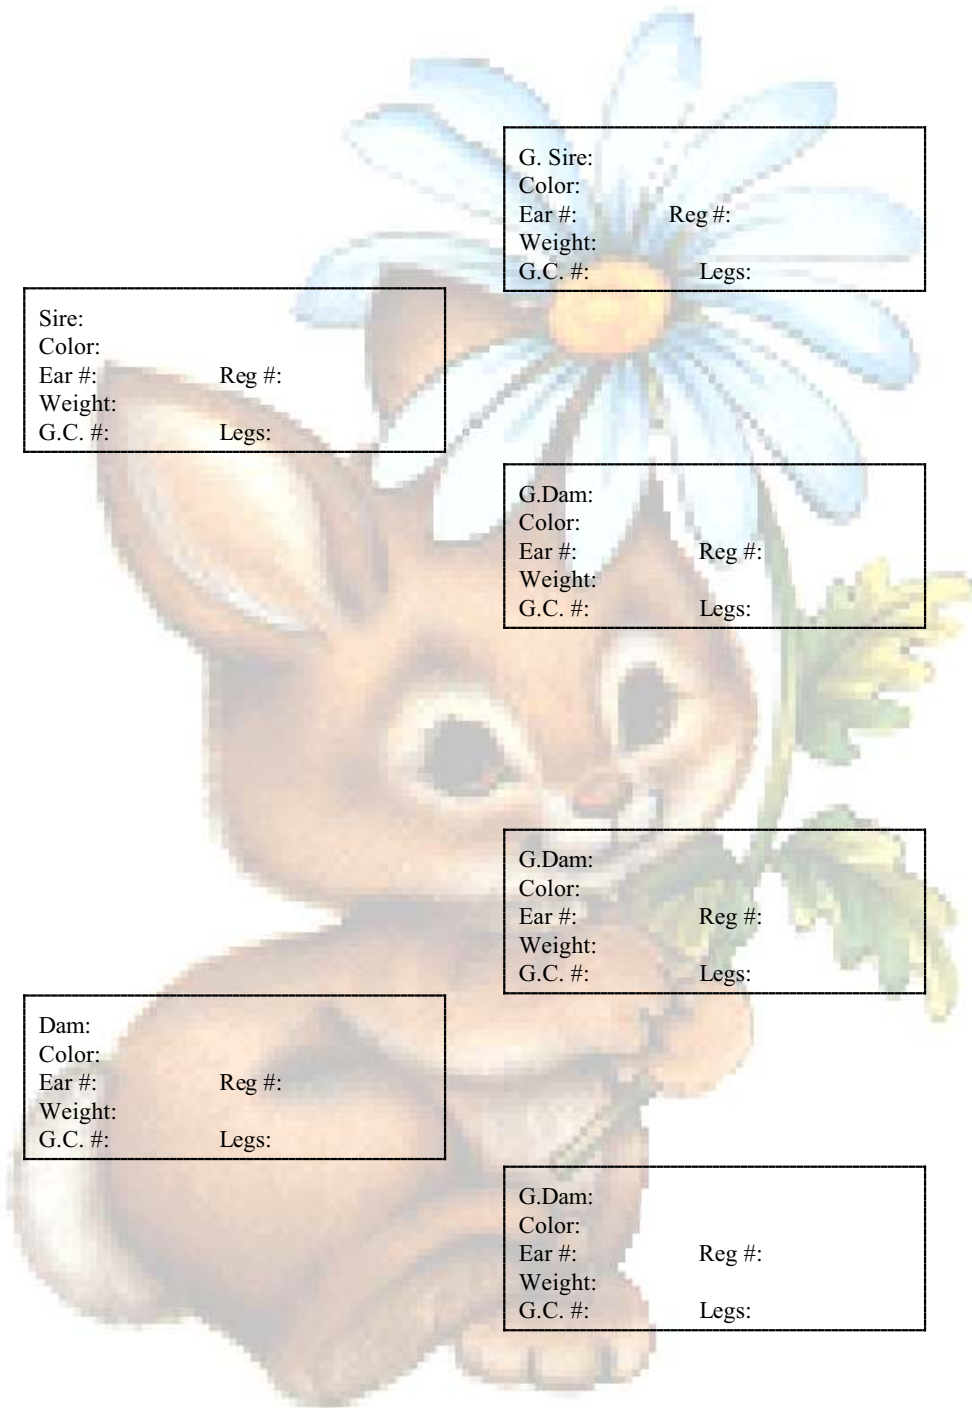 G. Sire:
Color:
Ear #: Reg #:
Weight:
G.C. #: Legs:
Sire:
Color:
Ear #: Reg #:
Weight:
G.C. #: Legs:
G.Dam:
Color:
Ear #: Reg #:
Weight:
G.C. #: Legs:
G.Dam:
Color:
Ear #: Reg #:
Weight:
G.C. #: Legs:
Dam:
Color:
Ear #: Reg #:
Weight:
G.C. #: Legs:
G.Dam:
Color:
Ear #: Reg #:
Weight:
G.C. #: Legs: